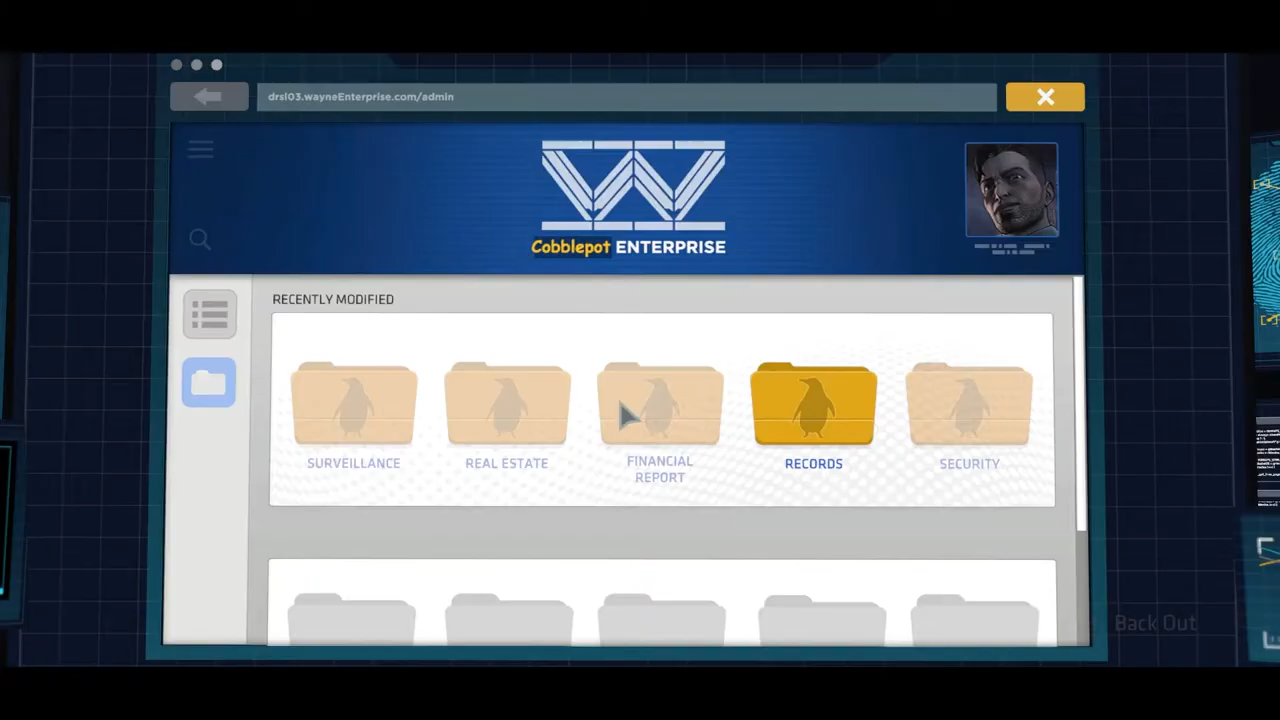 drsl03.wayneEnterprise.com/admin
Cobblepot ENTERPRISE
RECENTLY MODIFIED
SURVEILLANCE
REAL ESTATE
FINANCIAL
REPORT
RECORDS
SECURITY
Back Out